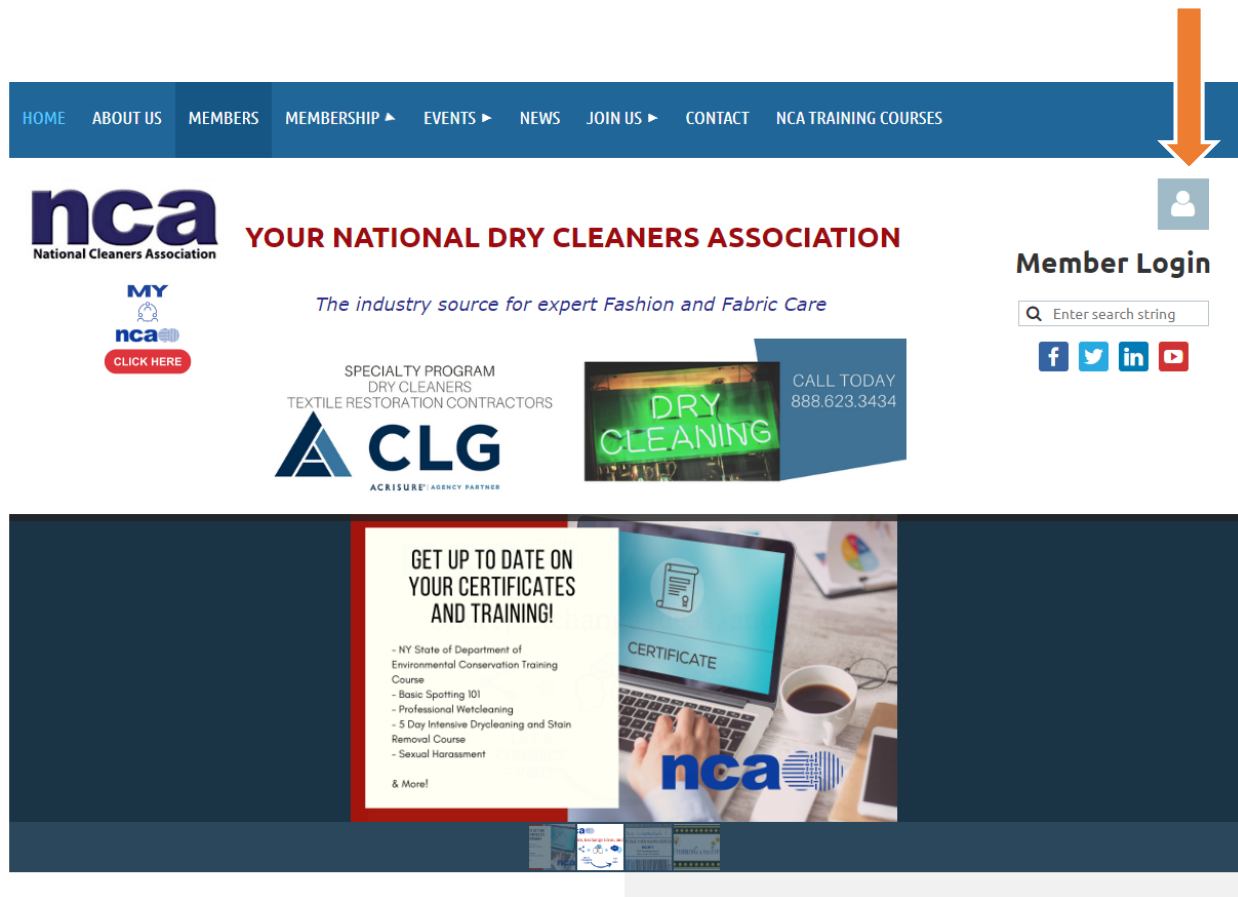 HOME ABOUT US MEMBERS MEMBERSHIP EVENTS NEWS JOIN US CONTACT NCA TRAINING COURSES
nca
National Cleaners Association
YOUR NATIONAL DRY CLEANERS ASSOCIATION
Member Login
The industry source for expert Fashion and Fabric Care
Enter search string
MY
nca
CLICK HERE
SPECIALTY PROGRAM
DRY CLEANERS
TEXTILE RESTORATION CONTRACTORS
CLG
ACRISURE AGENCY PARTNER
DRY
CLEANING
CALL TODAY
888.623.3434
GET UP TO DATE ON
YOUR CERTIFICATES
AND TRAINING!
- NY State of Department of
Environmental Conservation Training
Course
- Basic Spotting 101
- Professional Wetcleaning
- 5 Day Intensive Drycleaning and Stain
Removal Course
- Sexual Harassment
& More!
CERTIFICATE
nca